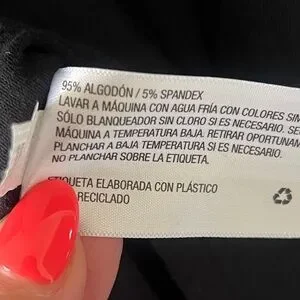 95% ALGODÓN / 5% SPANDEX
LAVAR A MÁQUINA CON AGUA FRÍA CON COLORES
SÓLO BLANQUEADOR SIN CLORO SI ES NECESARIO.
MÁQUINA A TEMPERATURA BAJA. RETIRAR
PLANCHAR A BAJA TEMPERATURA SI ES NECESARIO.
NO PLANCHAR SOBRE LA ETIQUETA.
ETIQUETA ELABORADA CON PLÁSTICO
RECICLADO